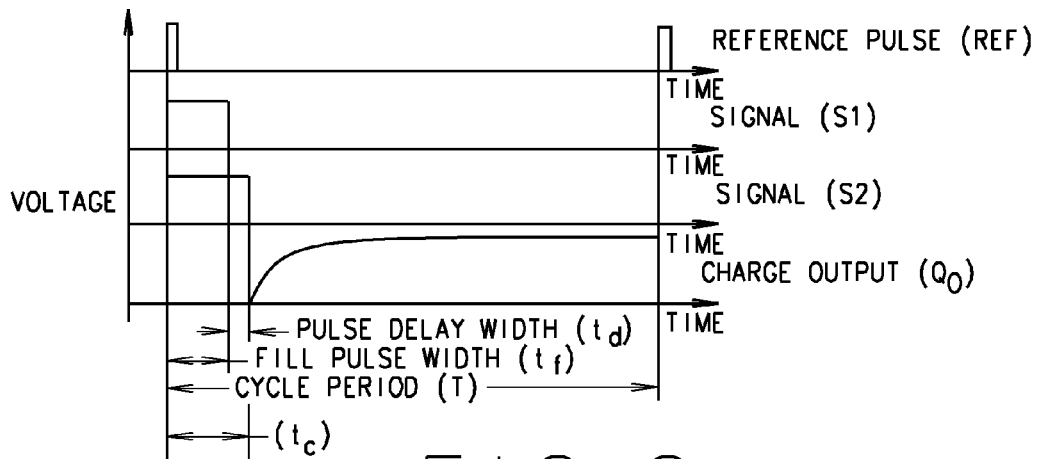 REFERENCE PULSE (REF)
TIME
SIGNAL (S1)
TIME
VOLTAGE
SIGNAL (S2)
TIME
CHARGE OUTPUT (QO)
TIME
PULSE DELAY WIDTH (td)
FILL PULSE WIDTH (tf)
CYCLE PERIOD (T)
(tc)